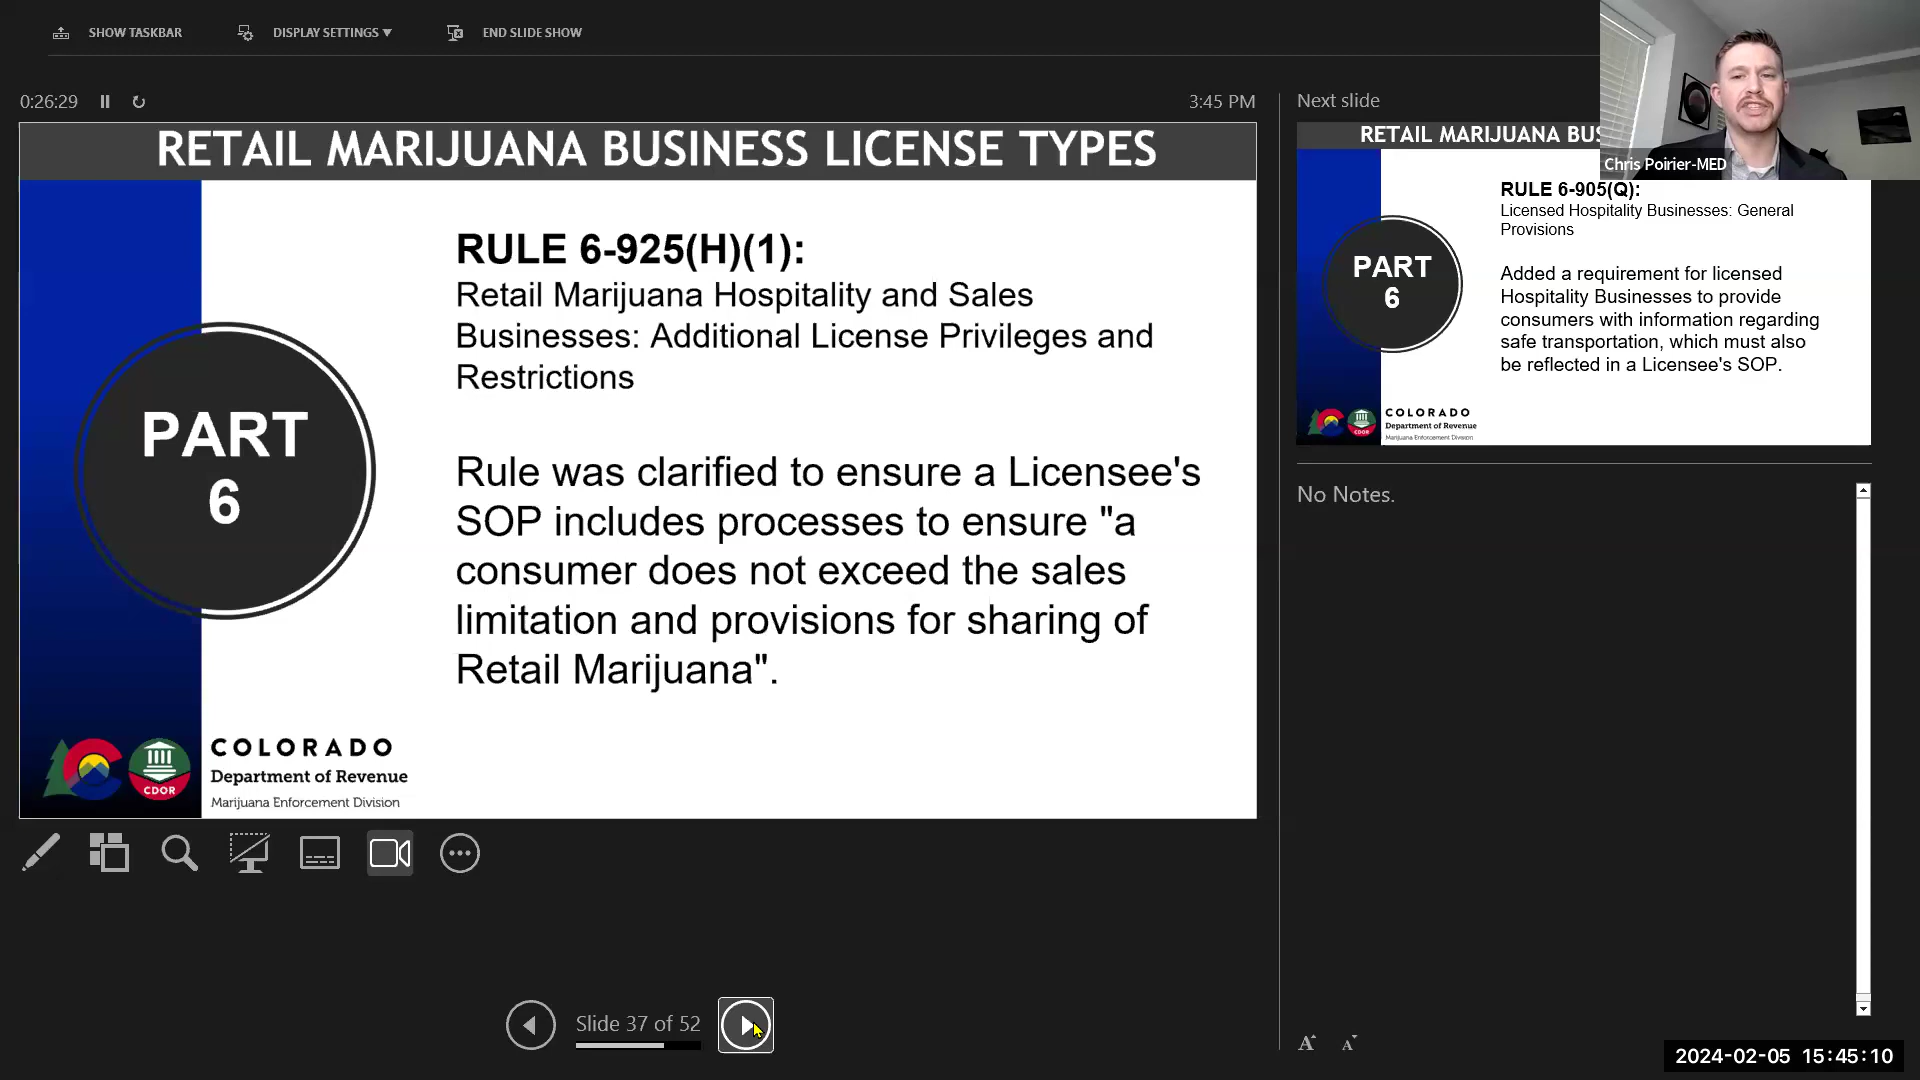 SHOW TASKBAR
DISPLAY SETTINGS
END SLIDE SHOW
0:26:29
3:45 PM
RETAIL MARIJUANA BUSINESS LICENSE TYPES
RULE 6-925(H)(1):
Retail Marijuana Hospitality and Sales
Businesses: Additional License Privileges and
Restrictions
PART
6
Rule was clarified to ensure a Licensee's
SOP includes processes to ensure "a
consumer does not exceed the sales
limitation and provisions for sharing of
Retail Marijuana".
CDOR
COLORADO
Department of Revenue
Marijuana Enforcement Division
Slide 37 of 52
Next slide
RETAIL MARIJUANA BUS
Chris Poirier-MED
RULE 6-905(Q):
Licensed Hospitality Businesses: General
Provisions
PART
6
Added a requirement for licensed
Hospitality Businesses to provide
consumers with information regarding
safe transportation, which must also
be reflected in a Licensee's SOP.
CDOR
COLORADO
Department of Revenue
Marijuana Enforcement Division
No Notes.
A A
2024-02-05 15:45:10